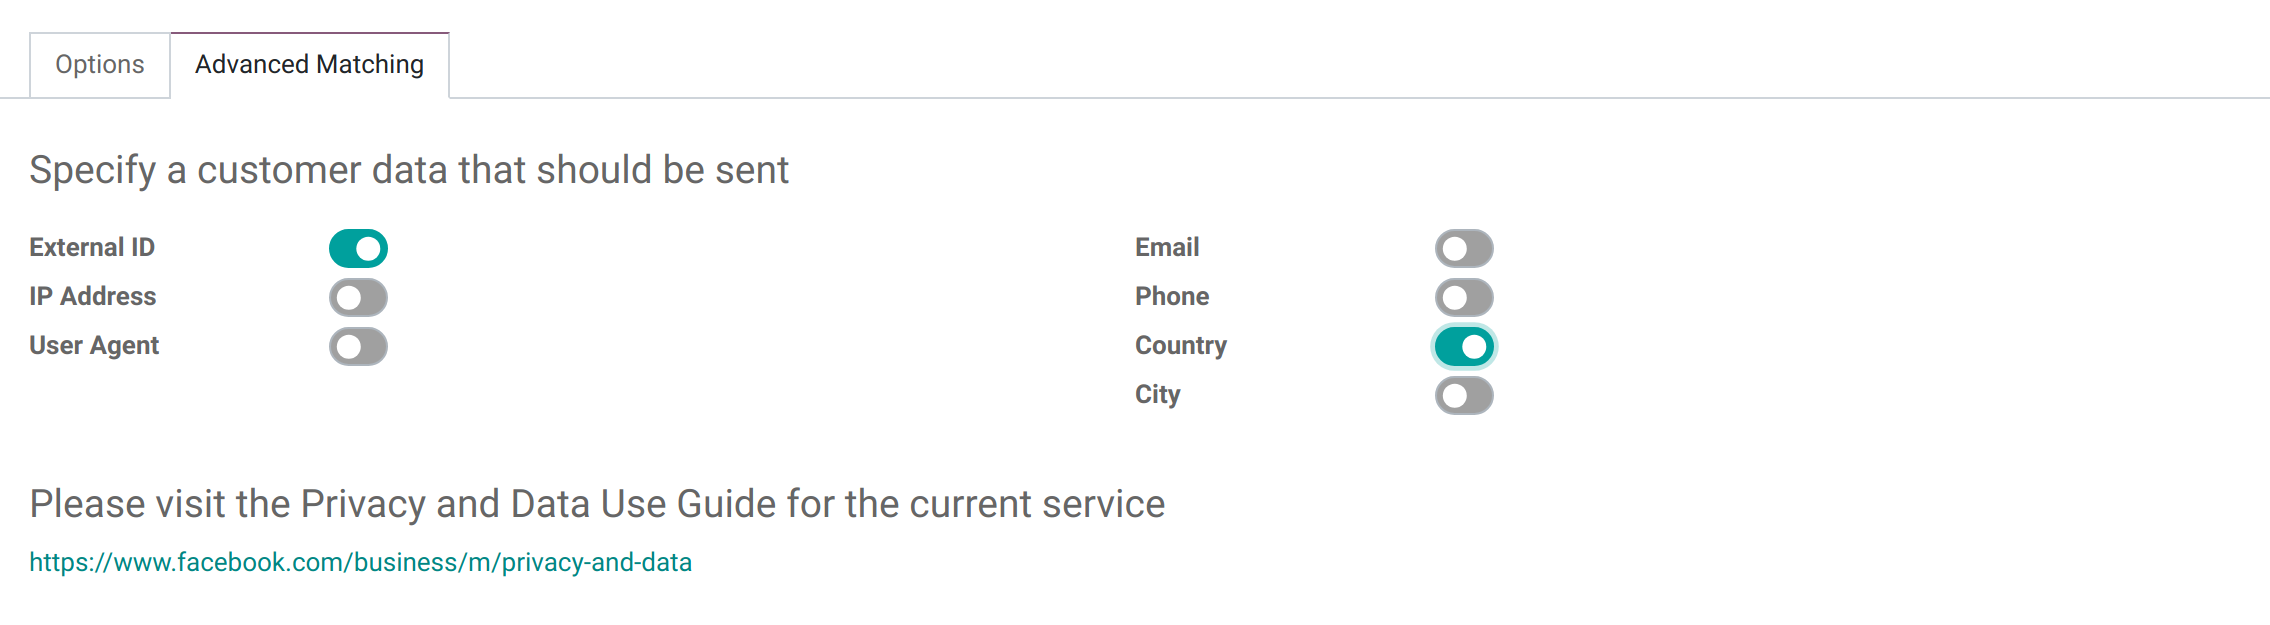 Options
Advanced Matching
Specify a customer data that should be sent
External ID
IP Address
User Agent
Email
Phone
Country
City
Please visit the Privacy and Data Use Guide for the current service
https://www.facebook.com/business/m/privacy-and-data